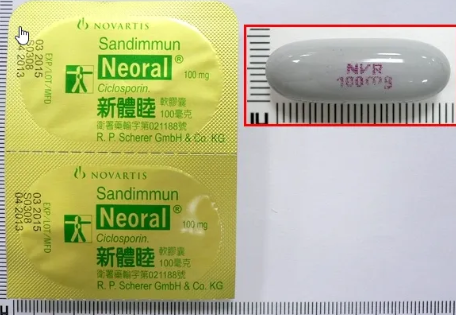 NOVARTIS
Sandimmun
Neoral® 100 mg
Ciclosporin.
新體睦 軟膠囊
100毫克
衛署藥輸字第021188號
R. P. Scherer GmbH & Co. KG
EXP./LOT/MFD
03 2015
S0308
04 2013
NOVARTIS
Sandimmun
Neoral® 100 mg
Ciclosporin.
新體睦 軟膠囊
100毫克
衛署藥輸字第021188號
R. P. Scherer GmbH & Co. KG
EXP./LOT/MFD
03 2015
S0308
04 2013
NVR
100mg